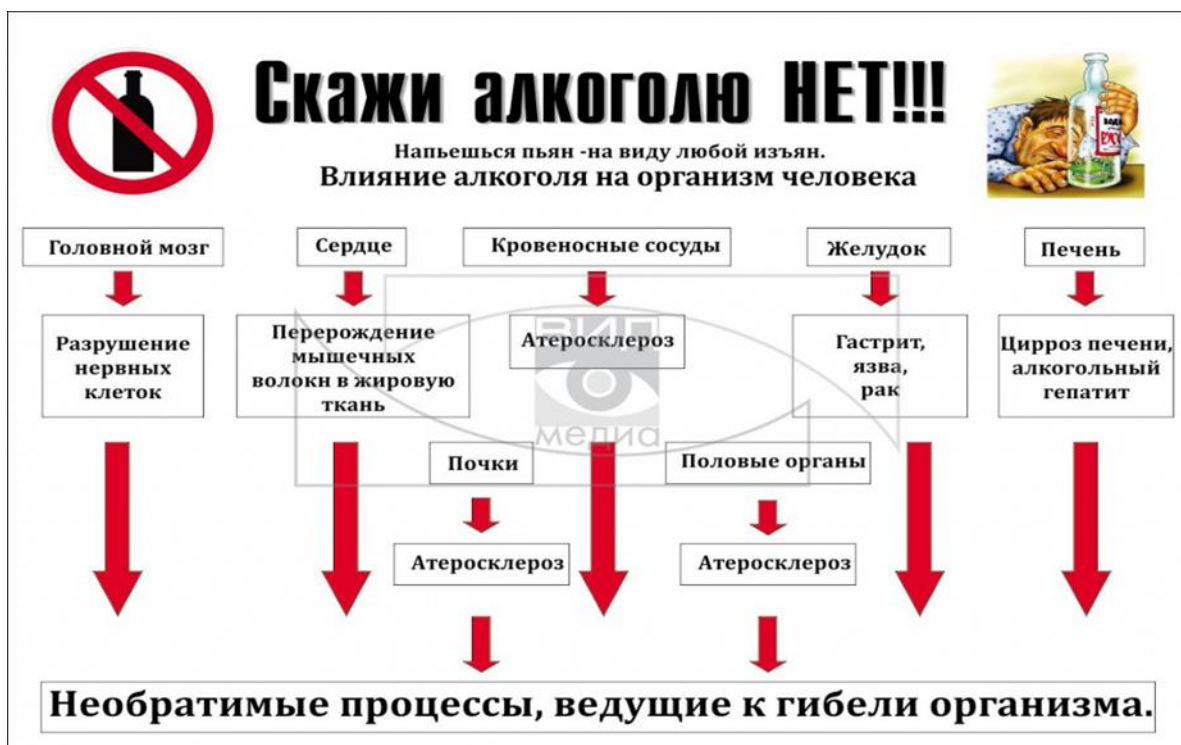 Скажи алкоголю НЕТ!!!
Напьешься пьян -на виду любой изъян.
Влияние алкоголя на организм человека
Головной мозг
Сердце
Кровеносные сосуды
Желудок
Печень
Разрушение
нервных
клеток
Перерождение
мышечных
волокн в жировую
ткань
Атеросклероз
Гастрит,
язва,
рак
Цирроз печени,
алкогольный
гепатит
ВИП
медиа
Почки
Половые органы
Атеросклероз
Атеросклероз
Необратимые процессы, ведущие к гибели организма.